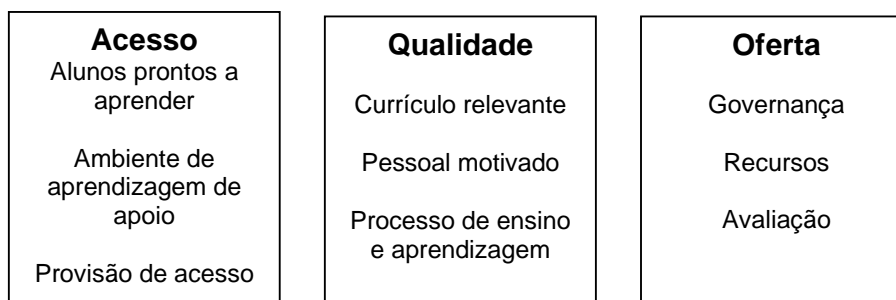 Acesso
Alunos prontos a
aprender
Ambiente de
aprendizagem de
apoio
Provisão de acesso
Qualidade
Currículo relevante
Pessoal motivado
Processo de ensino
e aprendizagem
Oferta
Governança
Recursos
Avaliação